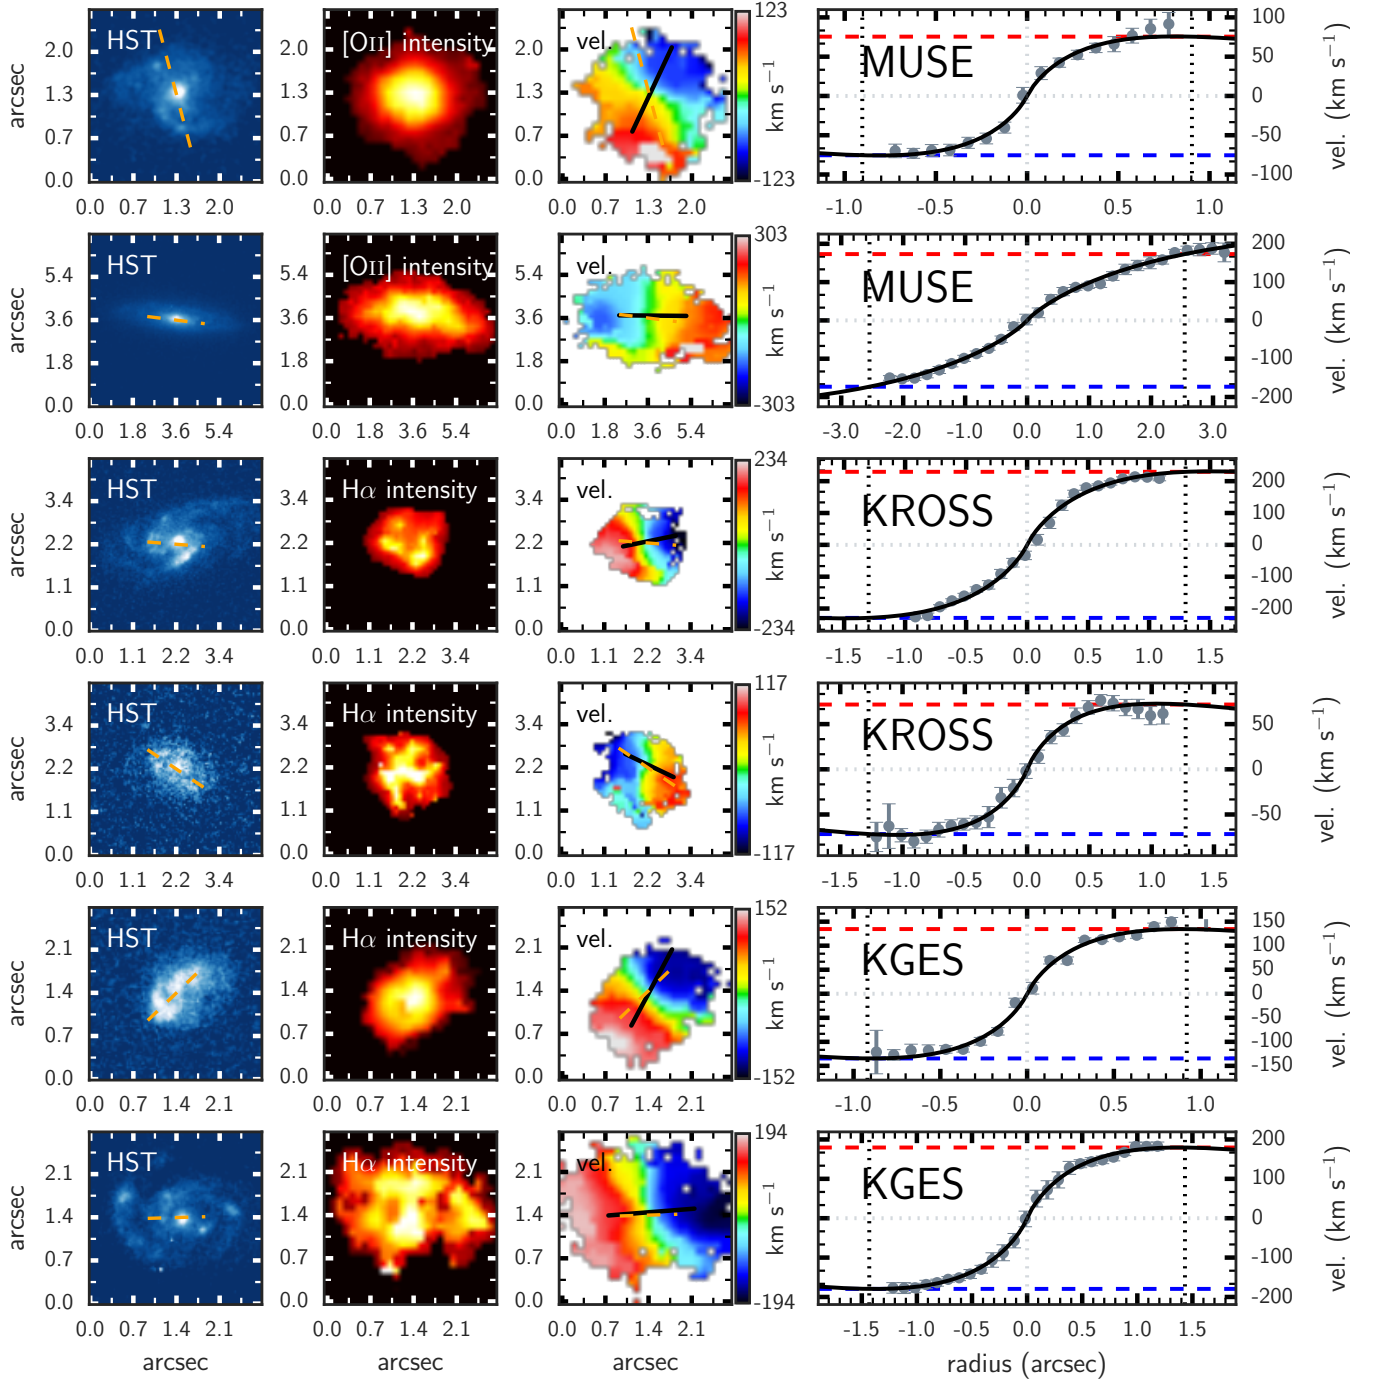 HST
[OII] intensity
vel.
MUSE
arcsec
2.0
1.3
0.7
0.0
2.0
1.3
0.7
0.0
2.0
1.3
0.7
0.0
123
km s⁻¹
-123
100
50
0
-50
-100
vel. (km s⁻¹)
0.0 0.7 1.3 2.0
0.0 0.7 1.3 2.0
0.0 0.7 1.3 2.0
-1.0 -0.5 0.0 0.5 1.0
HST
[OII] intensity
vel.
MUSE
arcsec
5.4
3.6
1.8
0.0
5.4
3.6
1.8
0.0
5.4
3.6
1.8
0.0
303
km s⁻¹
-303
200
100
0
-100
-200
vel. (km s⁻¹)
0.0 1.8 3.6 5.4
0.0 1.8 3.6 5.4
0.0 1.8 3.6 5.4
-3.0 -2.0 -1.0 0.0 1.0 2.0 3.0
HST
Hα intensity
vel.
KROSS
arcsec
3.4
2.2
1.1
0.0
3.4
2.2
1.1
0.0
3.4
2.2
1.1
0.0
234
km s⁻¹
-234
200
100
0
-100
-200
vel. (km s⁻¹)
0.0 1.1 2.2 3.4
0.0 1.1 2.2 3.4
0.0 1.1 2.2 3.4
-1.5 -1.0 -0.5 0.0 0.5 1.0 1.5
HST
Hα intensity
vel.
KROSS
arcsec
3.4
2.2
1.1
0.0
3.4
2.2
1.1
0.0
3.4
2.2
1.1
0.0
117
km s⁻¹
-117
50
0
-50
vel. (km s⁻¹)
0.0 1.1 2.2 3.4
0.0 1.1 2.2 3.4
0.0 1.1 2.2 3.4
-1.5 -1.0 -0.5 0.0 0.5 1.0 1.5
HST
Hα intensity
vel.
KGES
arcsec
2.1
1.4
0.7
0.0
2.1
1.4
0.7
0.0
2.1
1.4
0.7
0.0
152
km s⁻¹
-152
150
100
50
0
-50
-100
-150
vel. (km s⁻¹)
0.0 0.7 1.4 2.1
0.0 0.7 1.4 2.1
0.0 0.7 1.4 2.1
-1.0 -0.5 0.0 0.5 1.0
HST
Hα intensity
vel.
KGES
arcsec
2.1
1.4
0.7
0.0
2.1
1.4
0.7
0.0
2.1
1.4
0.7
0.0
194
km s⁻¹
-194
200
100
0
-100
-200
vel. (km s⁻¹)
0.0 0.7 1.4 2.1
0.0 0.7 1.4 2.1
0.0 0.7 1.4 2.1
-1.5 -1.0 -0.5 0.0 0.5 1.0 1.5
arcsec
arcsec
arcsec
radius (arcsec)